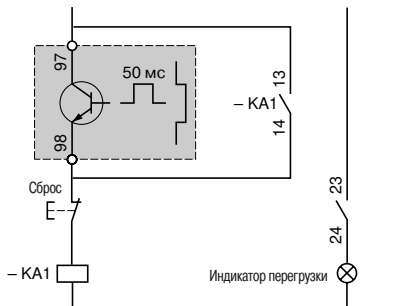 97
50 мс
98
13
– KA1
14
Сброс
23
24
– KA1
Индикатор перегрузки